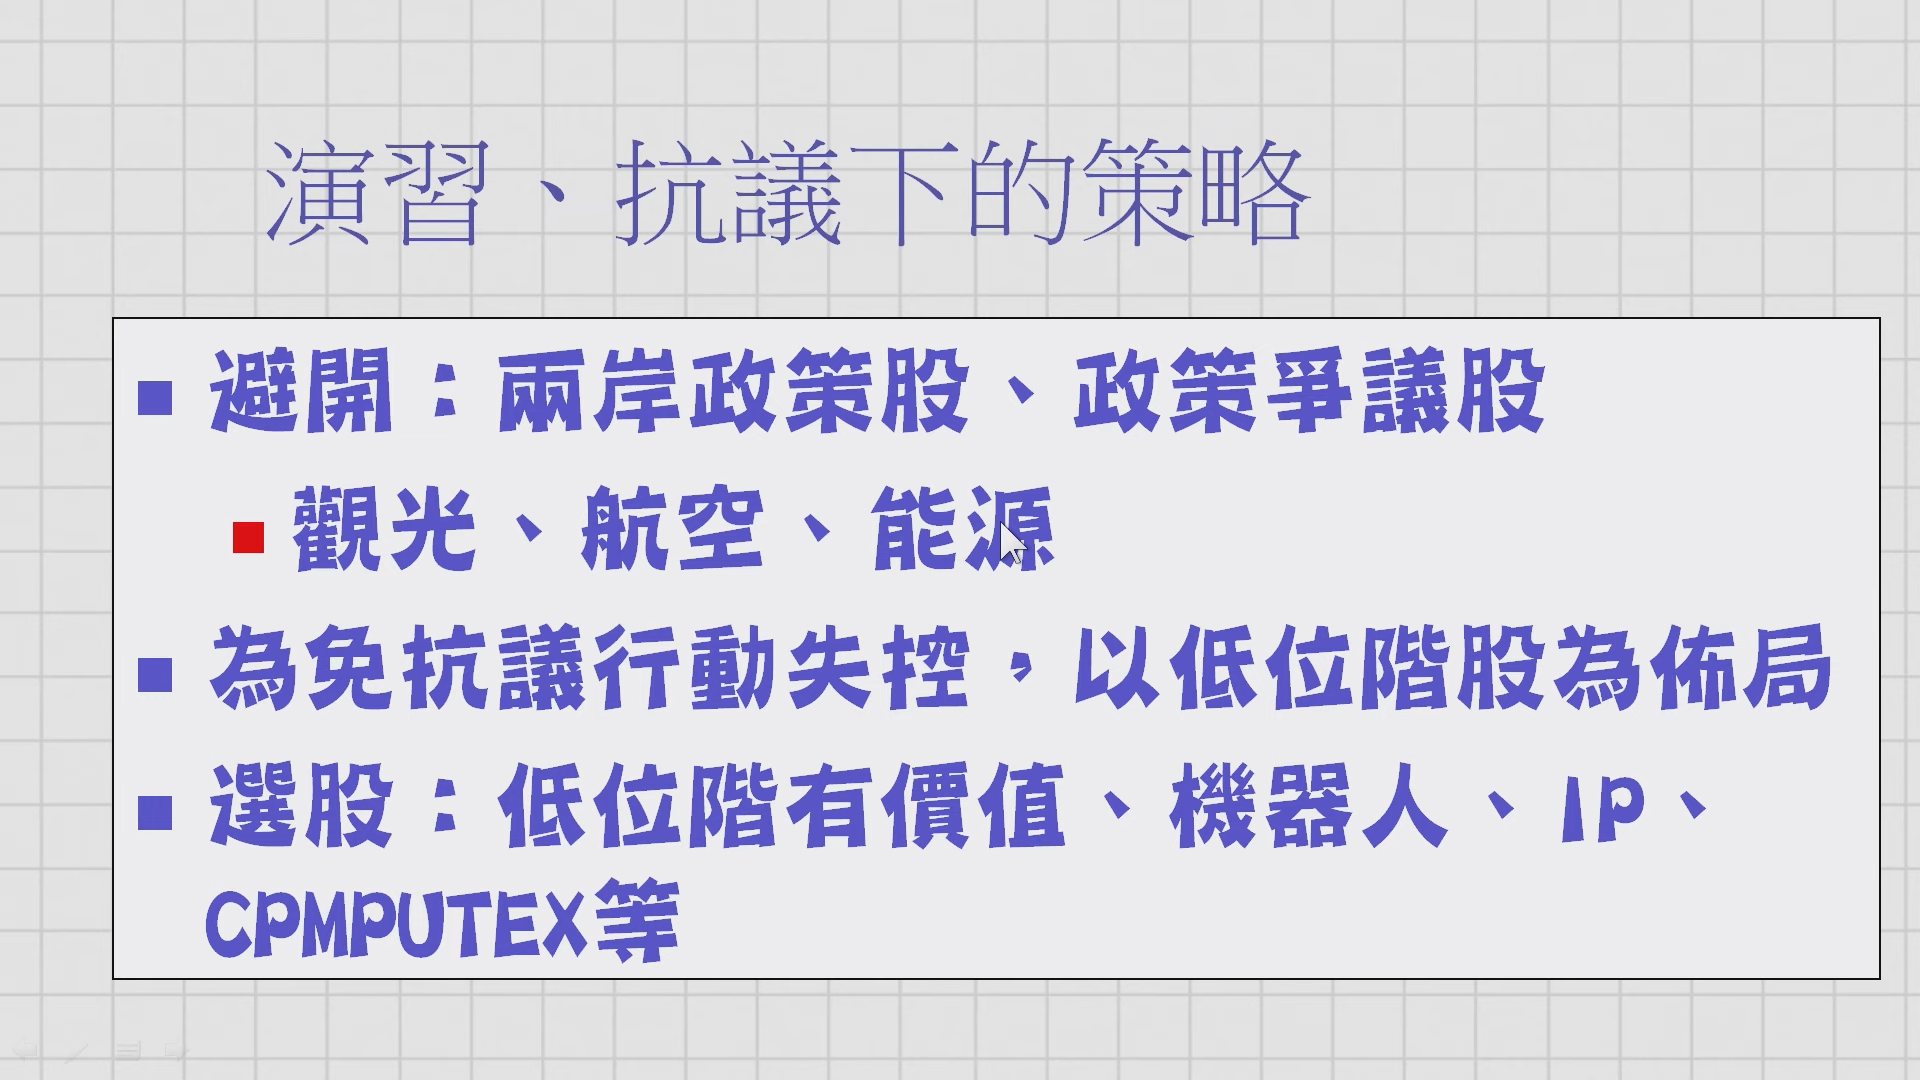 演習、抗議下的策略
避開：兩岸政策股、政策爭議股
觀光、航空、能源
為免抗議行動失控，以低位階股為佈局
選股：低位階有價值、機器人、IP、
CPMPUTEX等